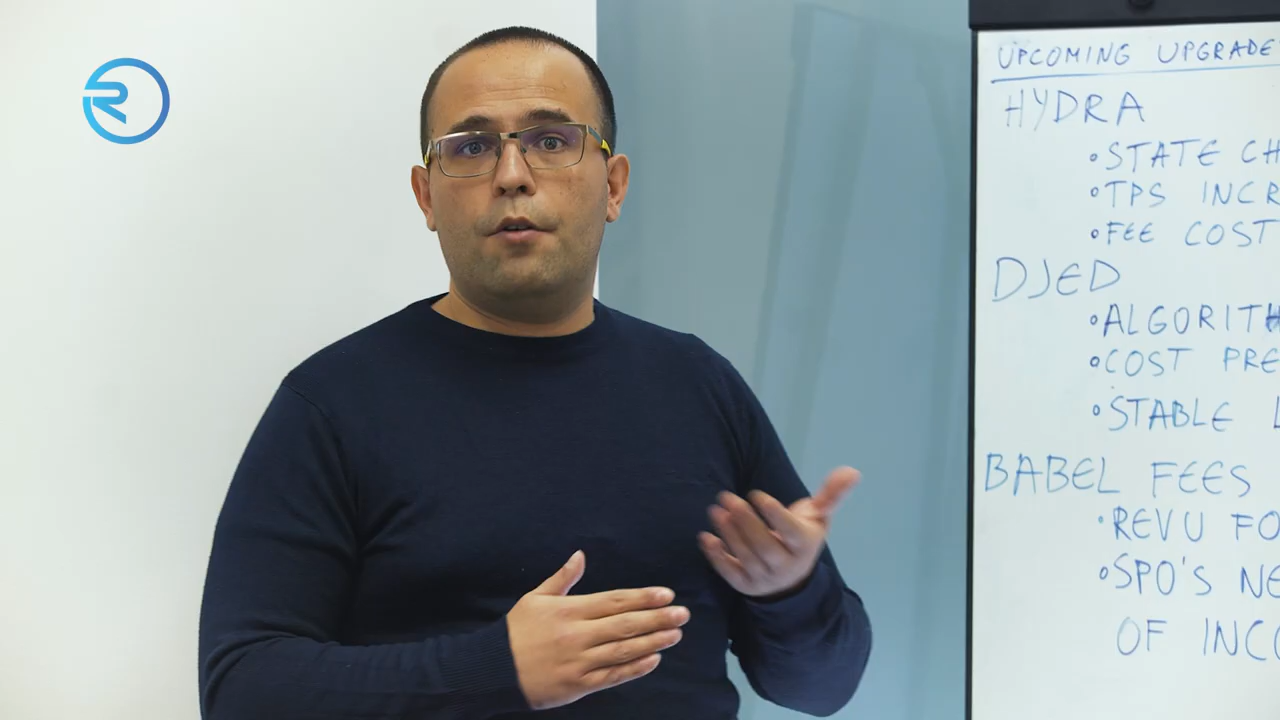 R
UPCOMING UPGRADE
HYDRA
•STATE CH
•TPS INCR
•FEE COST
DJED
•ALGORITH
•COST PRE
•STABLE L
BABEL FEES
•REVU FO
•SPO'S NE
OF INCO